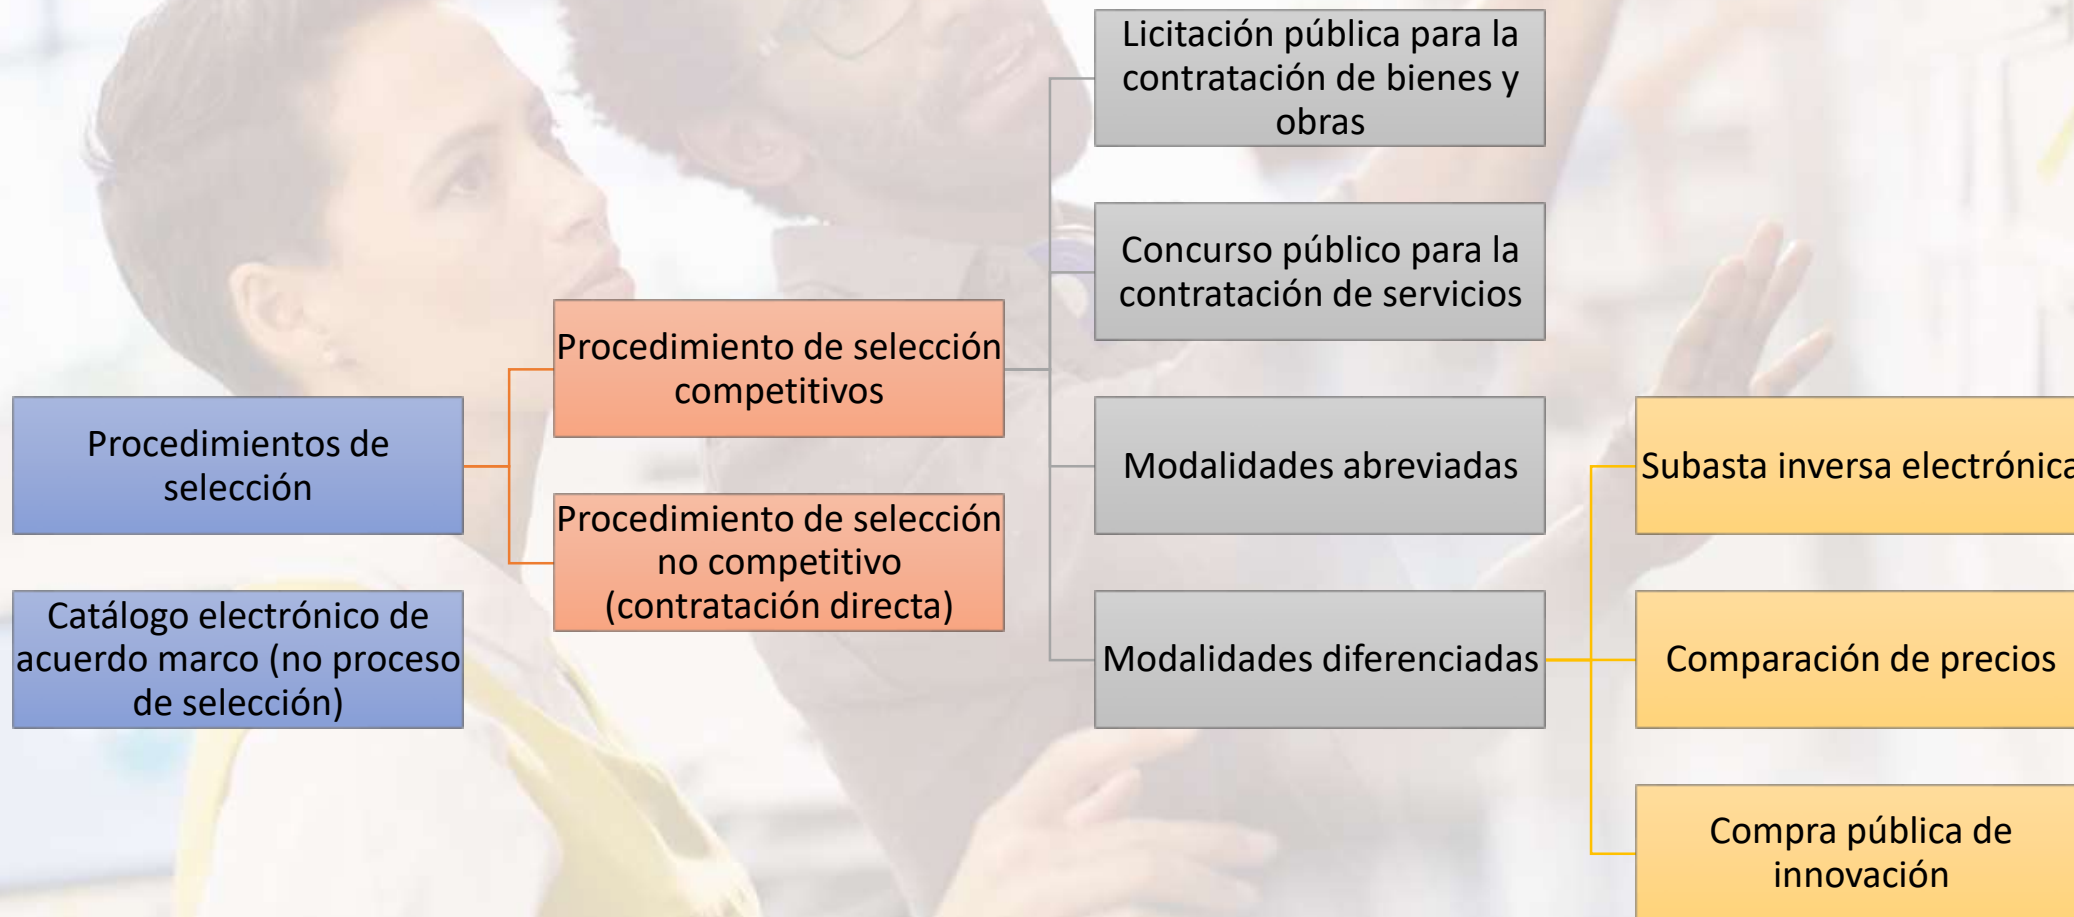 Licitación pública para la
contratación de bienes y
obras
Concurso público para la
contratación de servicios
Procedimiento de selección
competitivos
Procedimientos de
selección
Modalidades abreviadas
Subasta inversa electrónica
Procedimiento de selección
no competitivo
(contratación directa)
Catálogo electrónico de
acuerdo marco (no proceso
de selección)
Modalidades diferenciadas
Comparación de precios
Compra pública de
innovación